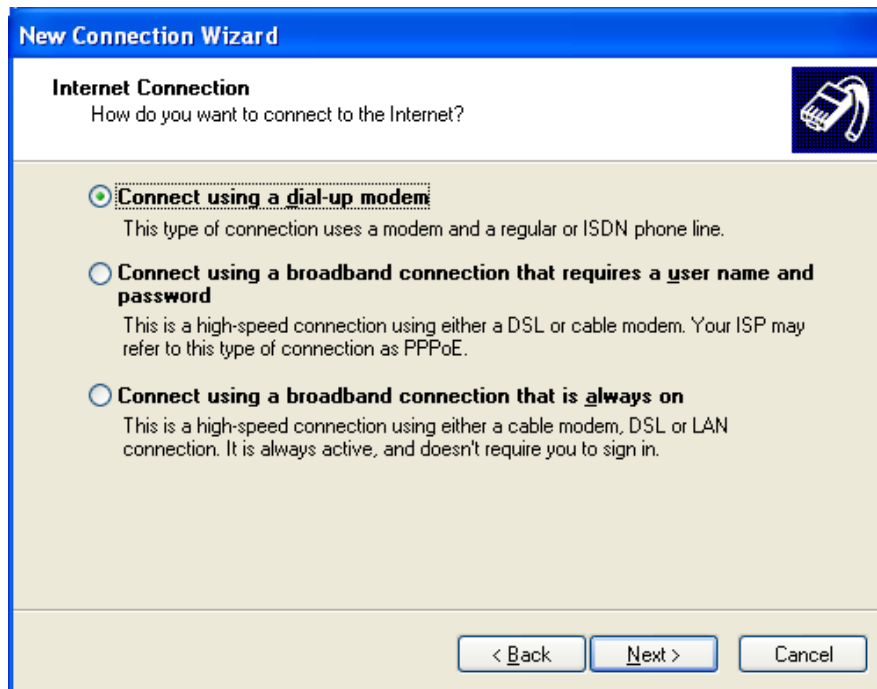 New Connection Wizard
Internet Connection
How do you want to connect to the Internet?
Connect using a dial-up modem
This type of connection uses a modem and a regular or ISDN phone line.
Connect using a broadband connection that requires a user name and
password
This is a high-speed connection using either a DSL or cable modem. Your ISP may
refer to this type of connection as PPPoE.
Connect using a broadband connection that is always on
This is a high-speed connection using either a cable modem, DSL or LAN
connection. It is always active, and doesn't require you to sign in.
< Back Next > Cancel